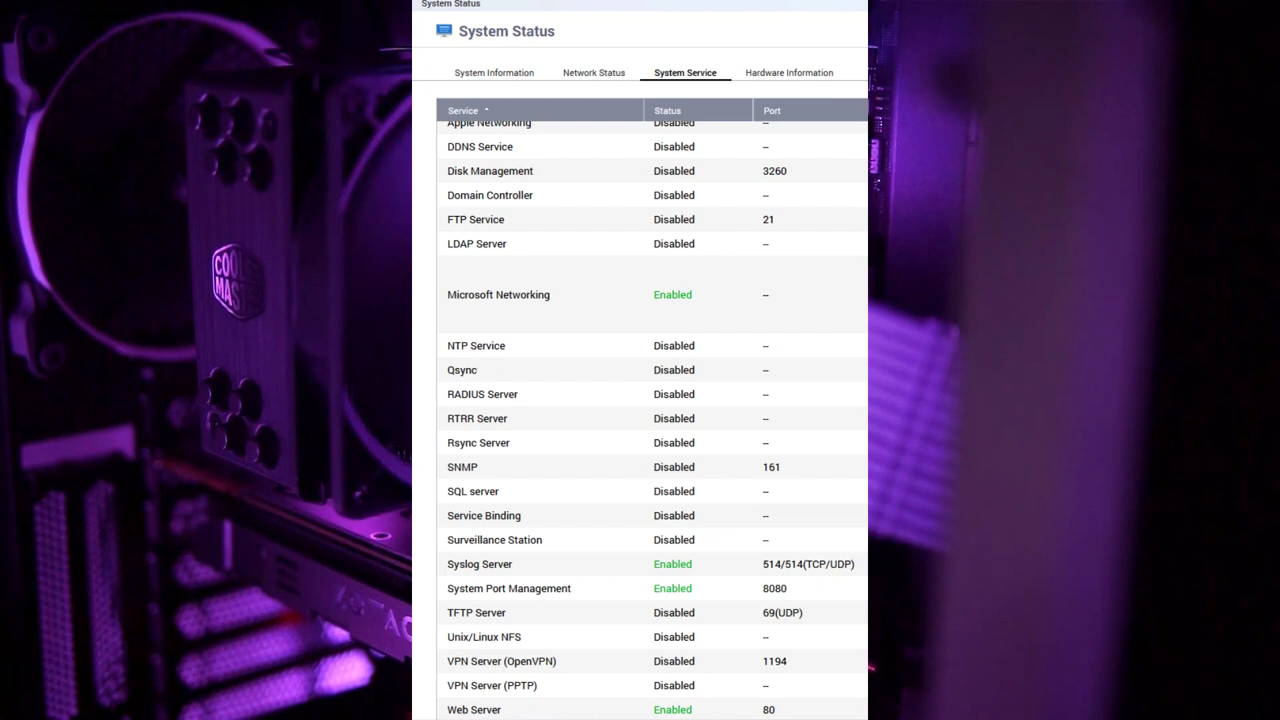 System Status
System Status
System Information Network Status System Service Hardware Information
Service Status Port
Apple Networking Disabled --
DDNS Service Disabled --
Disk Management Disabled 3260
Domain Controller Disabled --
FTP Service Disabled 21
LDAP Server Disabled --
Microsoft Networking Enabled --
NTP Service Disabled --
Qsync Disabled --
RADIUS Server Disabled --
RTRR Server Disabled --
Rsync Server Disabled --
SNMP Disabled 161
SQL server Disabled --
Service Binding Disabled --
Surveillance Station Disabled --
Syslog Server Enabled 514/514(TCP/UDP)
System Port Management Enabled 8080
TFTP Server Disabled 69(UDP)
Unix/Linux NFS Disabled --
VPN Server (OpenVPN) Disabled 1194
VPN Server (PPTP) Disabled --
Web Server Enabled 80